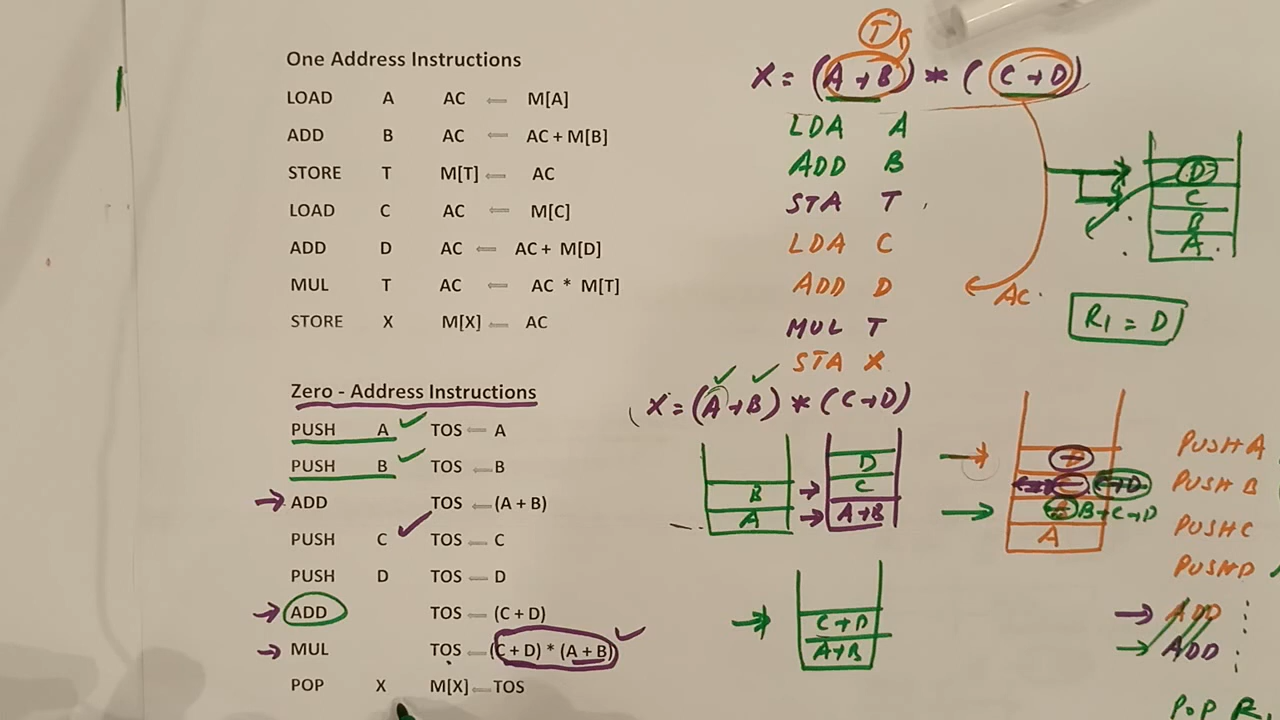 One Address Instructions
LOAD A AC ⟸ M[A]
ADD B AC ⟸ AC + M[B]
STORE T M[T] ⟸ AC
LOAD C AC ⟸ M[C]
ADD D AC ⟸ AC + M[D]
MUL T AC ⟸ AC * M[T]
STORE X M[X] ⟸ AC
Zero - Address Instructions
PUSH A TOS ⟸ A
PUSH B TOS ⟸ B
ADD TOS ⟸ (A + B)
PUSH C TOS ⟸ C
PUSH D TOS ⟸ D
ADD TOS ⟸ (C + D)
MUL TOS ⟸ (C + D) * (A + B)
POP X M[X] ⟸ TOS
T
X = (A+B) * (C+D)
LDA A
ADD B
STA T
LDA C
ADD D
MUL T
STA X
AC
D
C
B
A
R1 = D
X = (A+B) * (C+D)
B
A
D
C
A+B
C+D
A+B
C+D
B+C+D
A
PUSH A
PUSH B
PUSH C
PUSH D
ADD
ADD
POP R